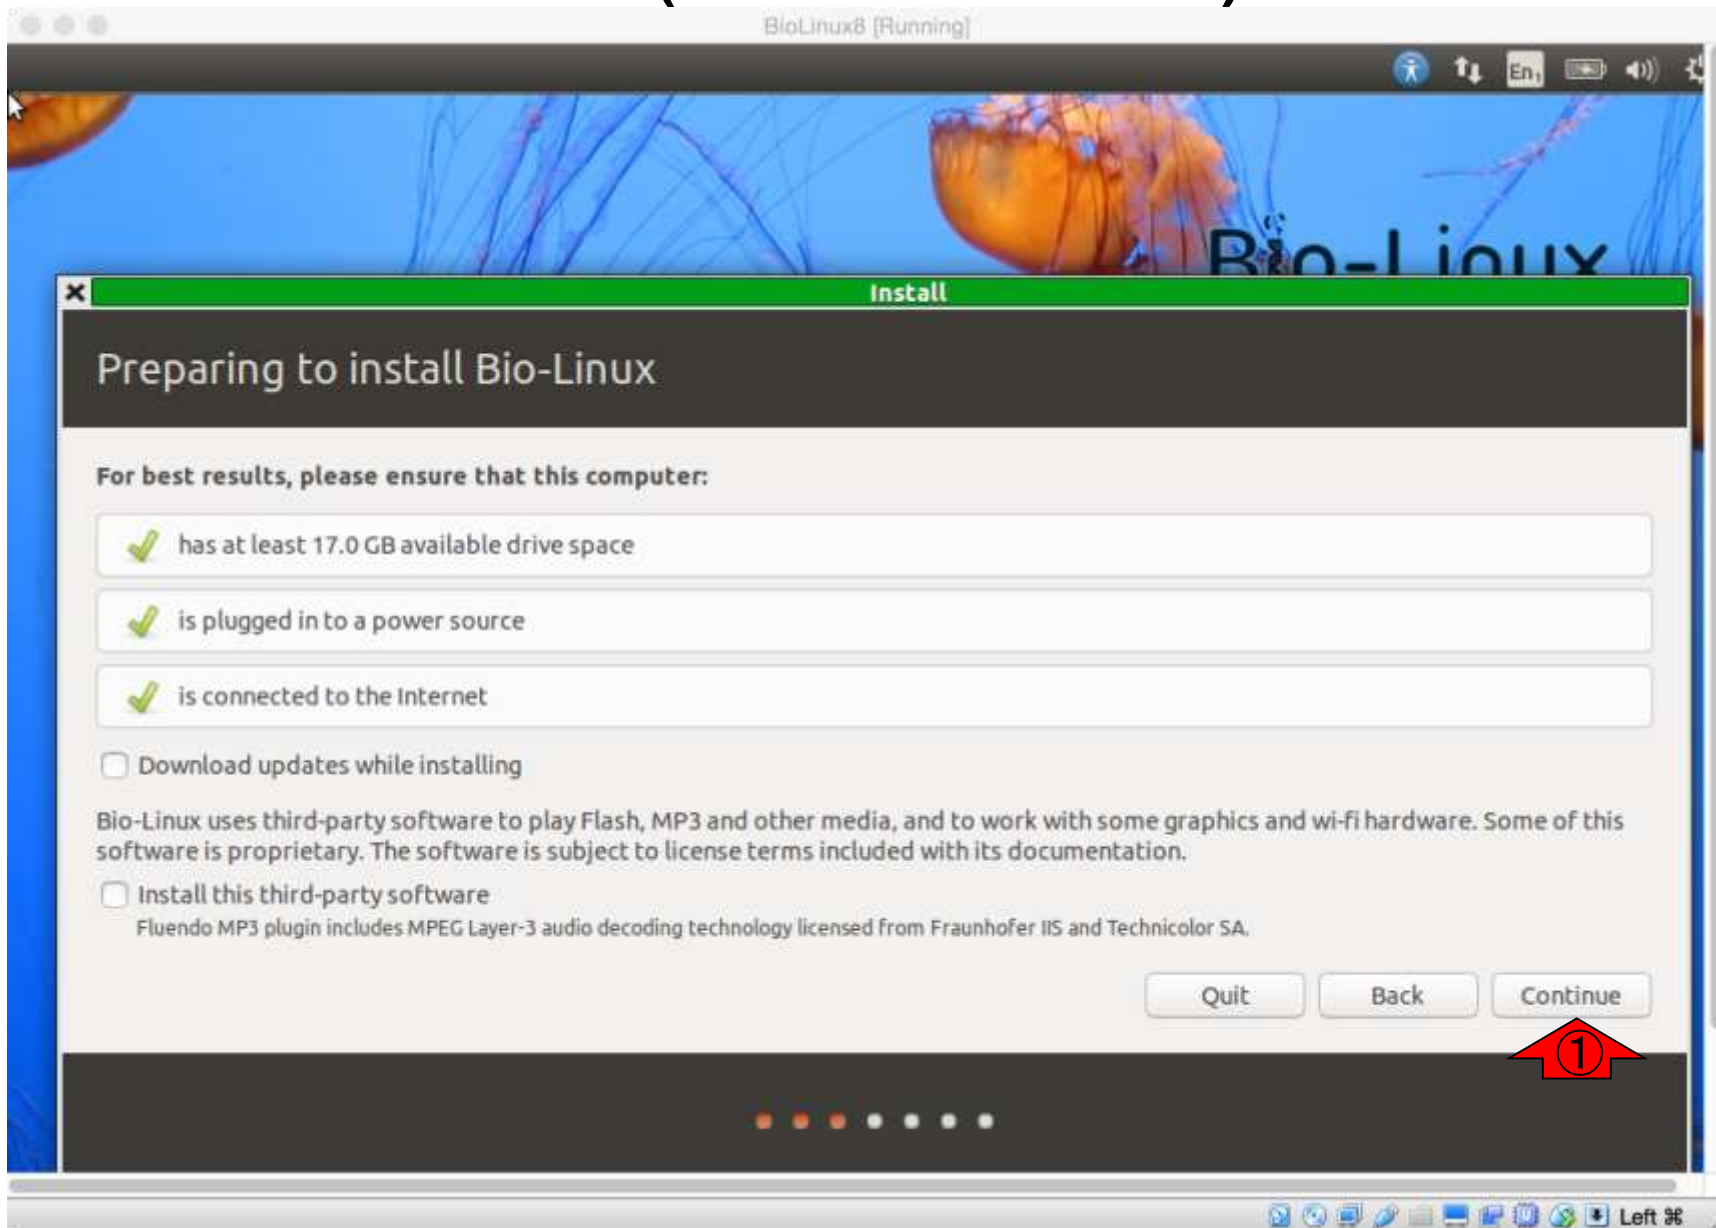 BioLinux8 [Running]
En1
Bio-Linux
Install
Preparing to install Bio-Linux
For best results, please ensure that this computer:
has at least 17.0 GB available drive space
is plugged in to a power source
is connected to the Internet
Download updates while installing
Bio-Linux uses third-party software to play Flash, MP3 and other media, and to work with some graphics and wi-fi hardware. Some of this
software is proprietary. The software is subject to license terms included with its documentation.
Install this third-party software
Fluendo MP3 plugin includes MPEG Layer-3 audio decoding technology licensed from Fraunhofer IIS and Technicolor SA.
Quit Back Continue
①
Left ⌘